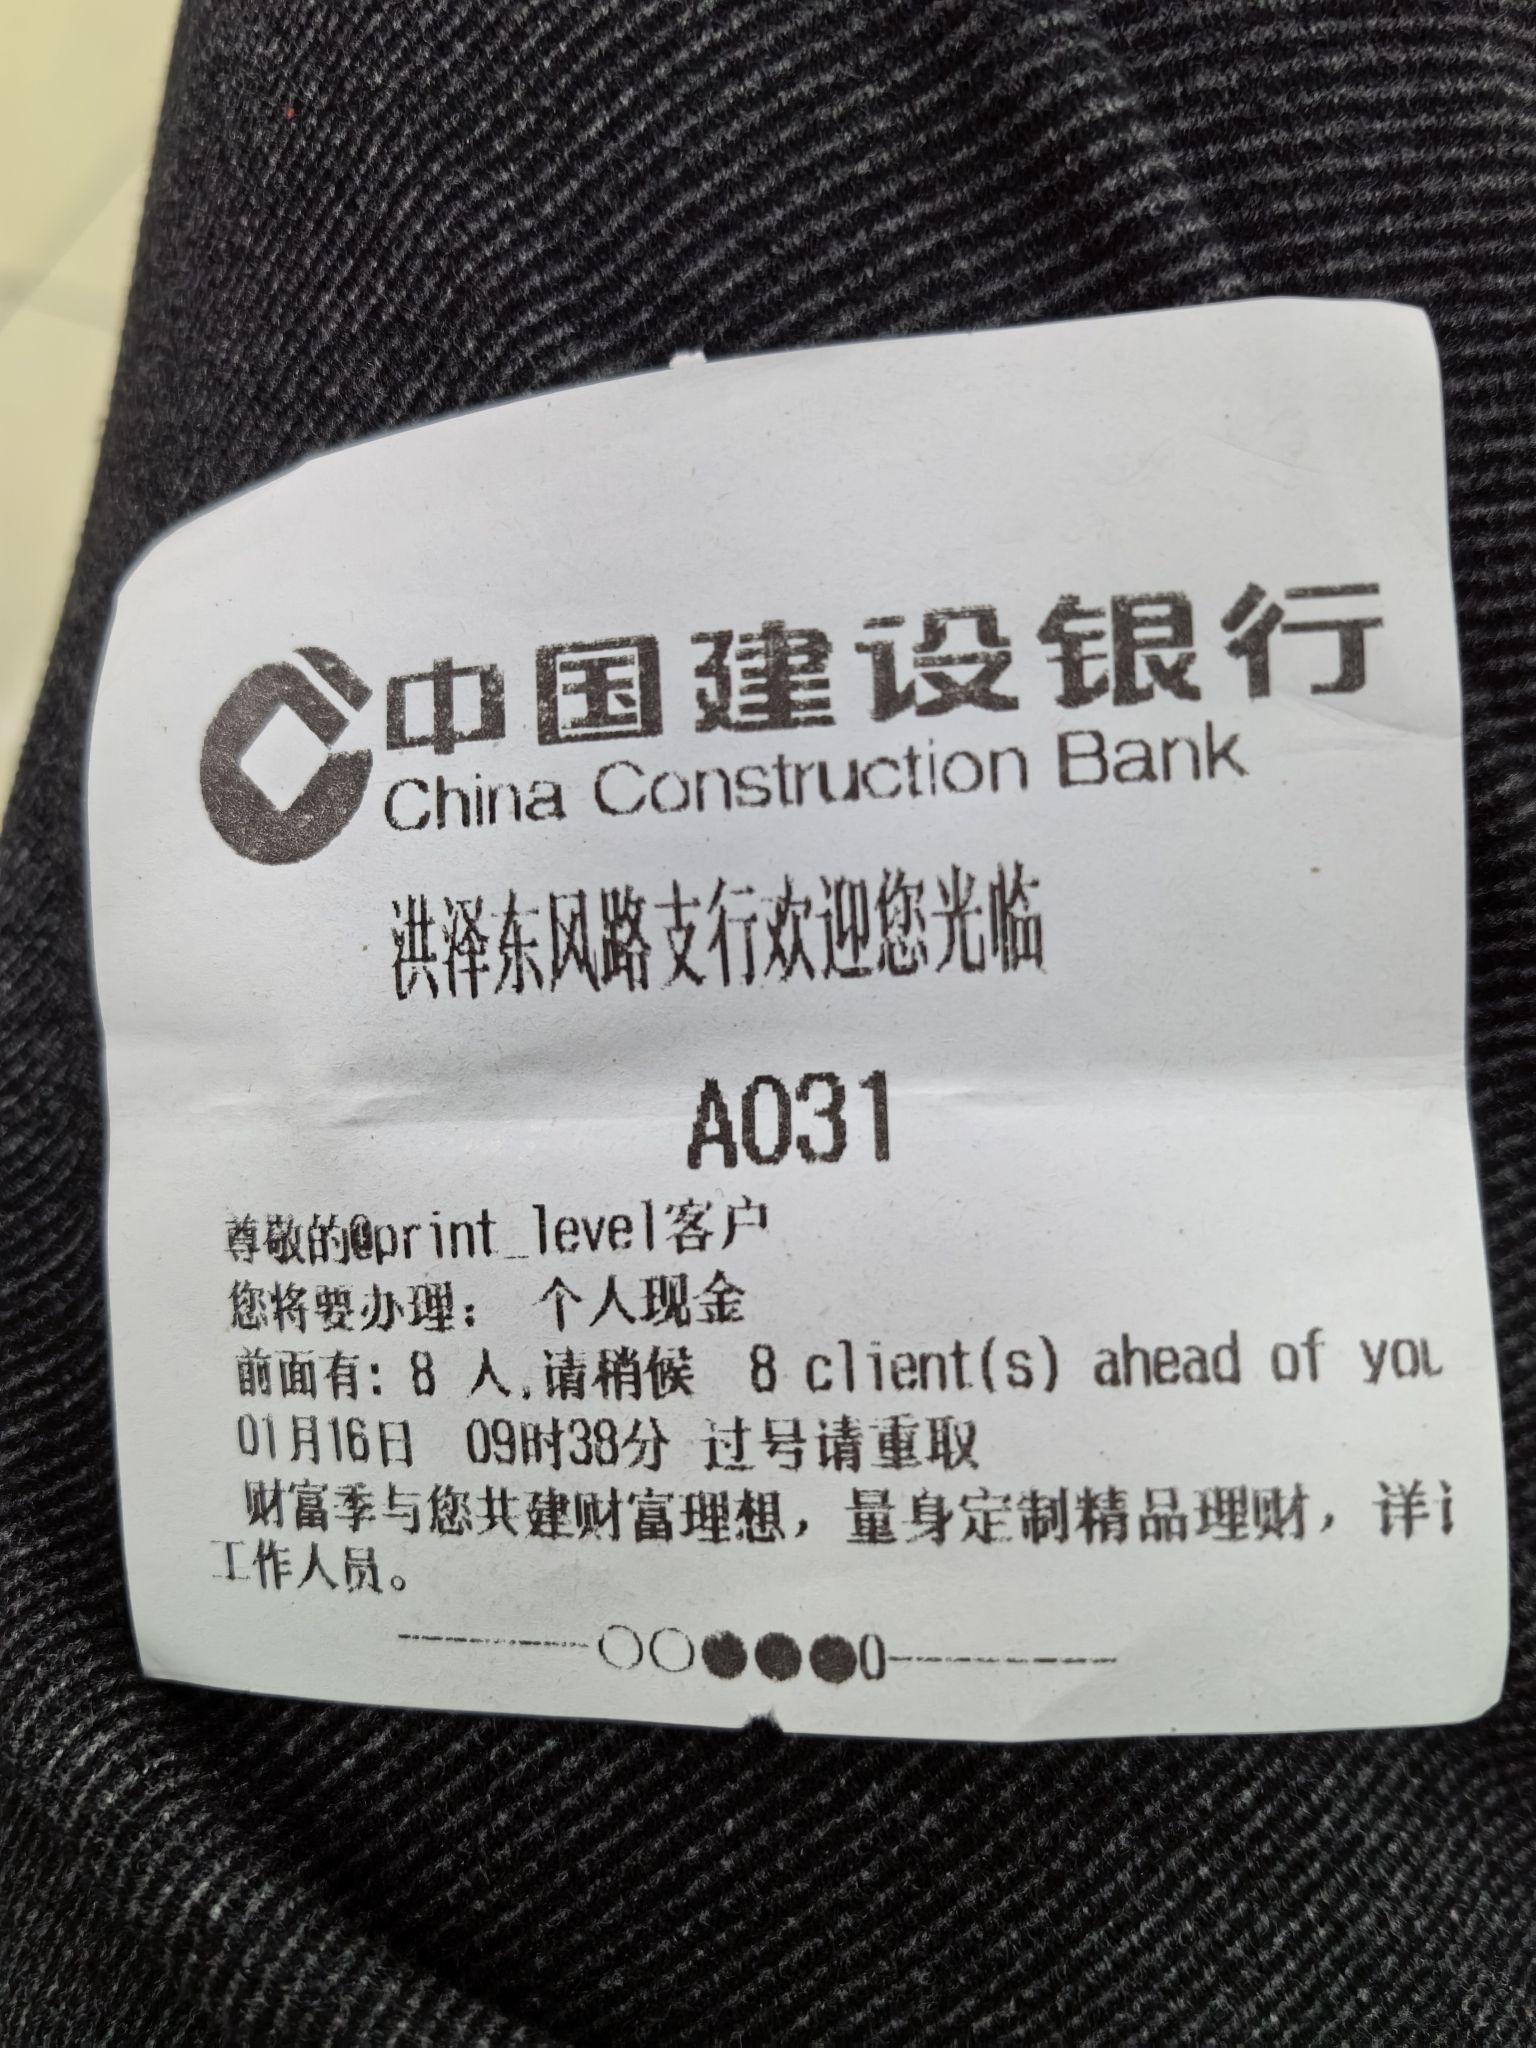 中国建设银行
China Construction Bank
洪泽东风路支行欢迎您光临
A031
尊敬的@print_level客户
您将要办理： 个人现金
前面有：8 人,请稍候 8 client(s) ahead of you
01月16日 09时38分 过号请重取
财富季与您共建财富理想，量身定制精品理财，详
工作人员。
----------○○●●●0------------